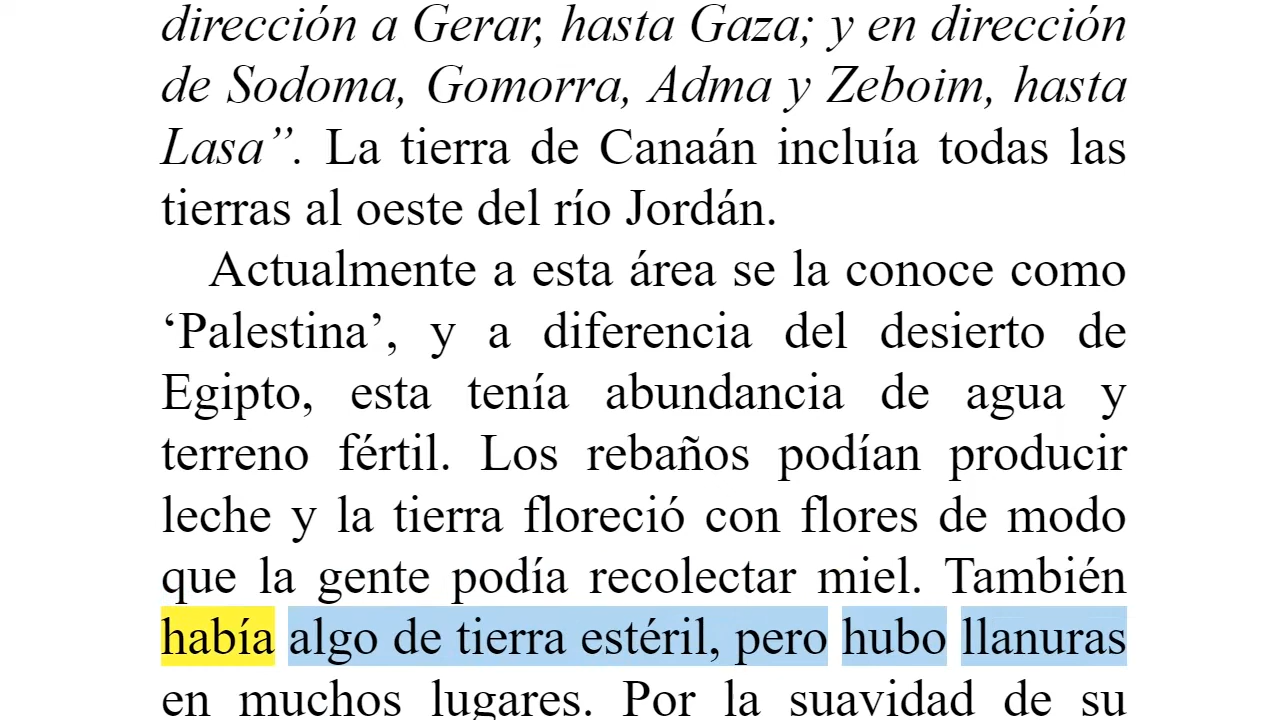 dirección a Gerar, hasta Gaza; y en dirección
de Sodoma, Gomorra, Adma y Zeboim, hasta
Lasa”. La tierra de Canaán incluía todas las
tierras al oeste del río Jordán.
Actualmente a esta área se la conoce como
‘Palestina’, y a diferencia del desierto de
Egipto, esta tenía abundancia de agua y
terreno fértil. Los rebaños podían producir
leche y la tierra floreció con flores de modo
que la gente podía recolectar miel. También
había algo de tierra estéril, pero hubo llanuras
en muchos lugares. Por la suavidad de su